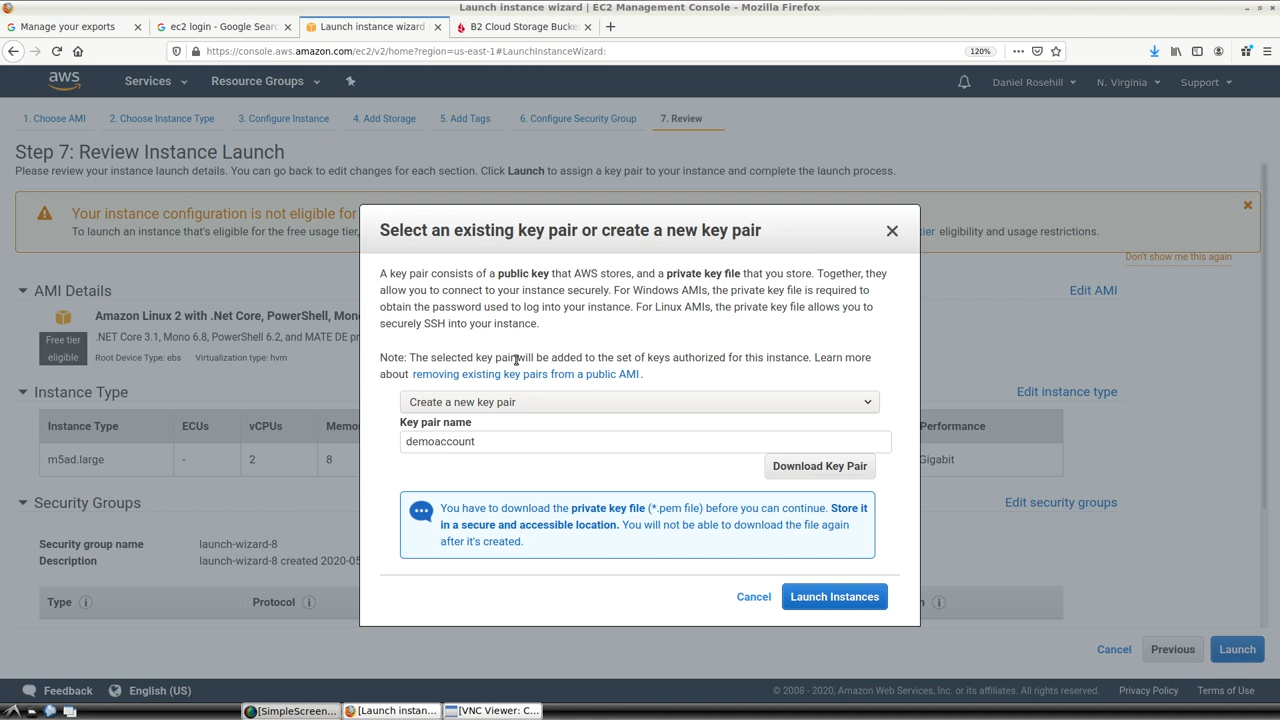 Launch instance wizard | EC2 Management Console - Mozilla Firefox
Manage your exports
ec2 login - Google Searc
Launch instance wizard
B2 Cloud Storage Bucket
https://console.aws.amazon.com/ec2/v2/home?region=us-east-1#LaunchInstanceWizard:
120%
aws
Services
Resource Groups
Daniel Rosehill
N. Virginia
Support
1. Choose AMI
2. Choose Instance Type
3. Configure Instance
4. Add Storage
5. Add Tags
6. Configure Security Group
7. Review
Step 7: Review Instance Launch
Please review your instance launch details. You can go back to edit changes for each section. Click Launch to assign a key pair to your instance and complete the launch process.
Your instance configuration is not eligible for
To launch an instance that's eligible for the free usage tier,
eligibility and usage restrictions.
Don't show me this again
AMI Details
Edit AMI
Amazon Linux 2 with .Net Core, PowerShell, Mono
.NET Core 3.1, Mono 6.8, PowerShell 6.2, and MATE DE pr
Free tier
eligible
Root Device Type: ebs Virtualization type: hvm
Instance Type
Edit instance type
Instance Type
ECUs
vCPUs
Performance
m5ad.large
-
2
8
Gigabit
Security Groups
Edit security groups
Security group name
launch-wizard-8
Description
launch-wizard-8 created 2020-05
Type
Protocol
Select an existing key pair or create a new key pair
A key pair consists of a public key that AWS stores, and a private key file that you store. Together, they
allow you to connect to your instance securely. For Windows AMIs, the private key file is required to
obtain the password used to log into your instance. For Linux AMIs, the private key file allows you to
securely SSH into your instance.
Note: The selected key pair will be added to the set of keys authorized for this instance. Learn more
about removing existing key pairs from a public AMI.
Create a new key pair
Key pair name
demoaccount
Download Key Pair
You have to download the private key file (*.pem file) before you can continue. Store it
in a secure and accessible location. You will not be able to download the file again
after it's created.
Cancel
Launch Instances
Cancel
Previous
Launch
Feedback
English (US)
© 2008 - 2020, Amazon Web Services, Inc. or its affiliates. All rights reserved.
Privacy Policy
Terms of Use
[SimpleScreen...
[Launch instan...
[VNC Viewer: C...